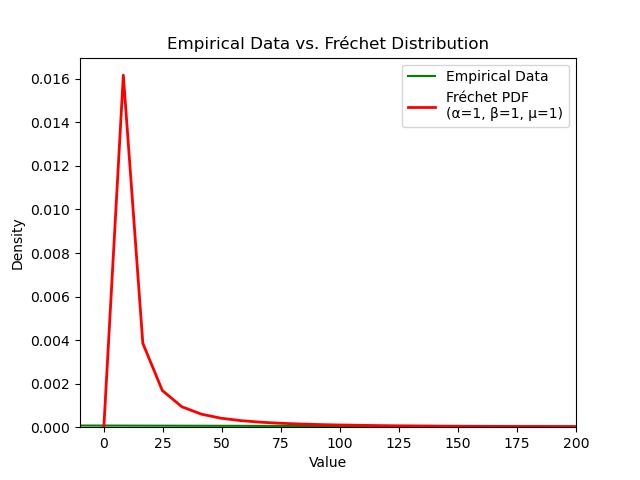 Empirical Data vs. Fréchet Distribution
Empirical Data
Fréchet PDF
(α=1, β=1, μ=1)
Density
0.016
0.014
0.012
0.010
0.008
0.006
0.004
0.002
0.000
0 25 50 75 100 125 150 175 200
Value